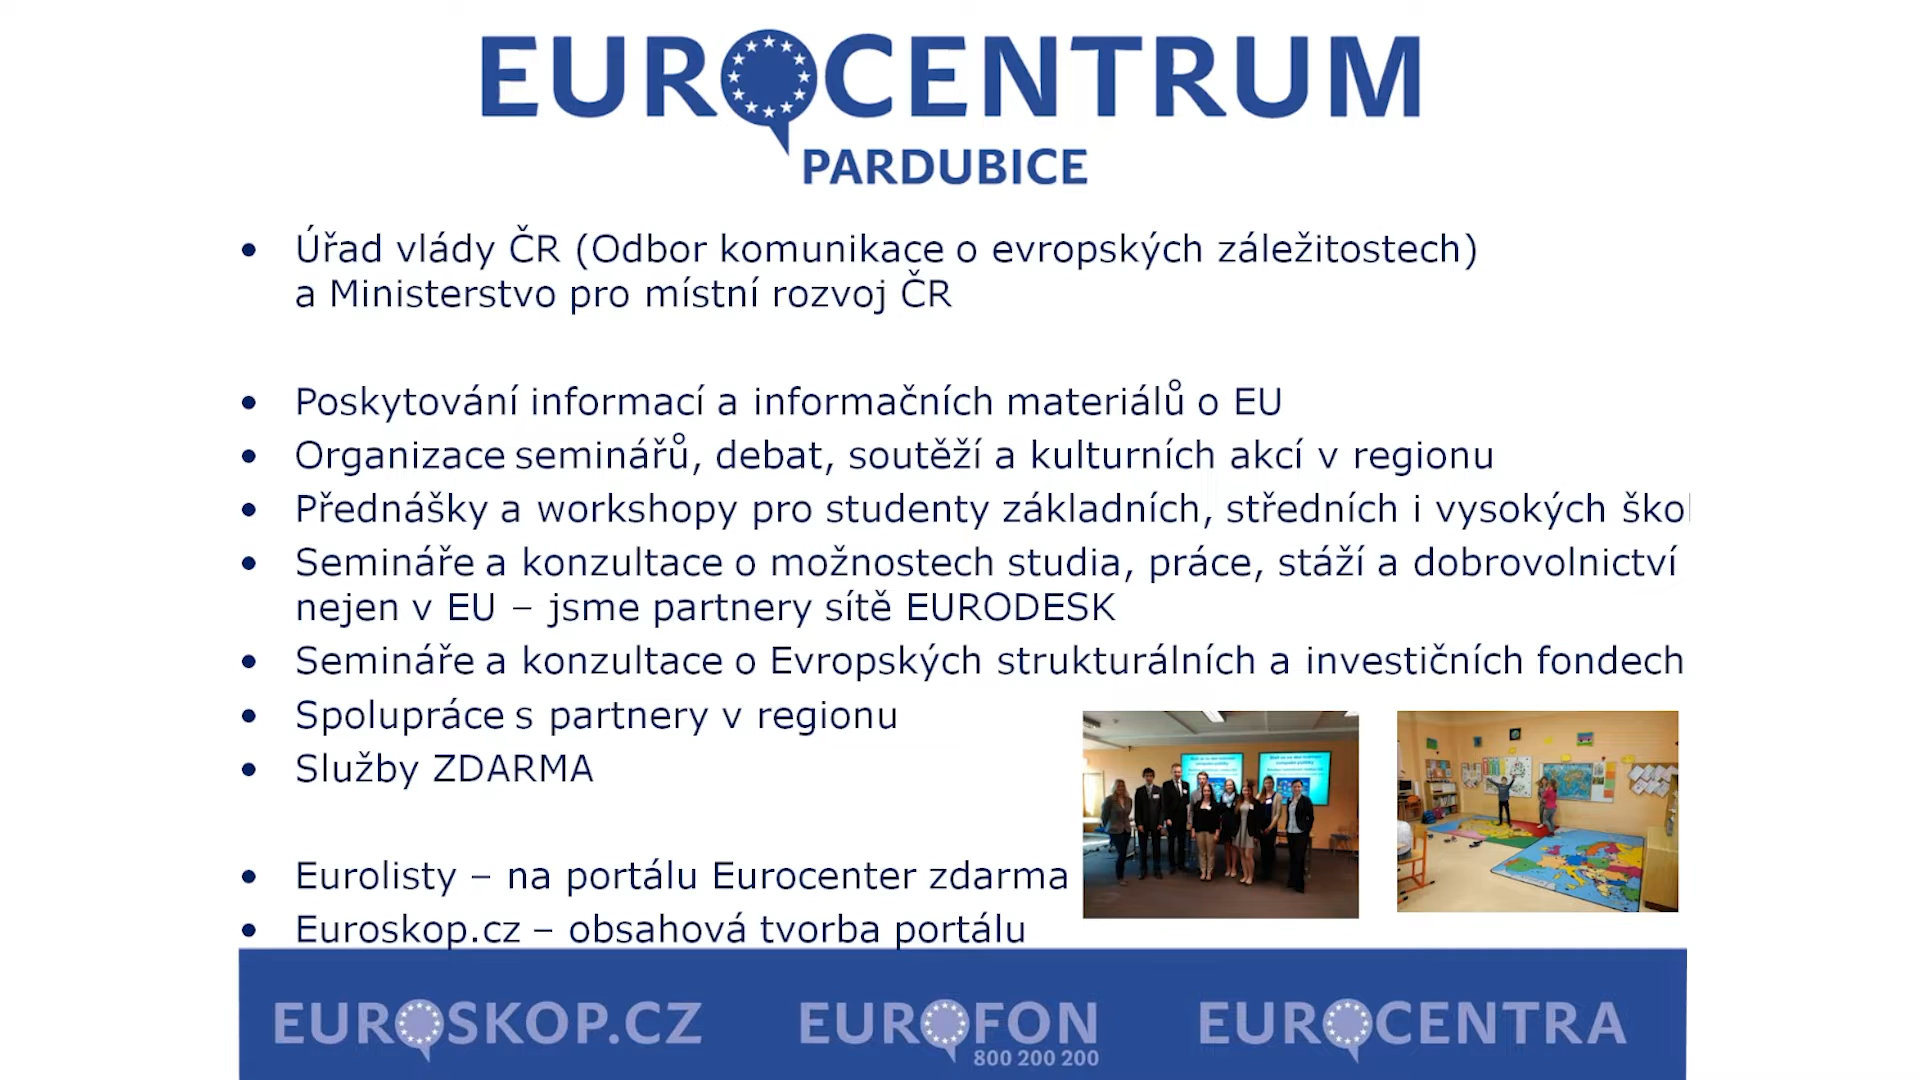 EUROCENTRUM
PARDUBICE
• Úřad vlády ČR (Odbor komunikace o evropských záležitostech)
a Ministerstvo pro místní rozvoj ČR
• Poskytování informací a informačních materiálů o EU
• Organizace seminářů, debat, soutěží a kulturních akcí v regionu
• Přednášky a workshopy pro studenty základních, středních i vysokých škol
• Semináře a konzultace o možnostech studia, práce, stáží a dobrovolnictví
nejen v EU – jsme partnery sítě EURODESK
• Semináře a konzultace o Evropských strukturálních a investičních fondech
• Spolupráce s partnery v regionu
• Služby ZDARMA
• Eurolisty – na portálu Eurocenter zdarma
• Euroskop.cz – obsahová tvorba portálu
EUROSKOP.CZ
EUROFON
800 200 200
EUROCENTRA